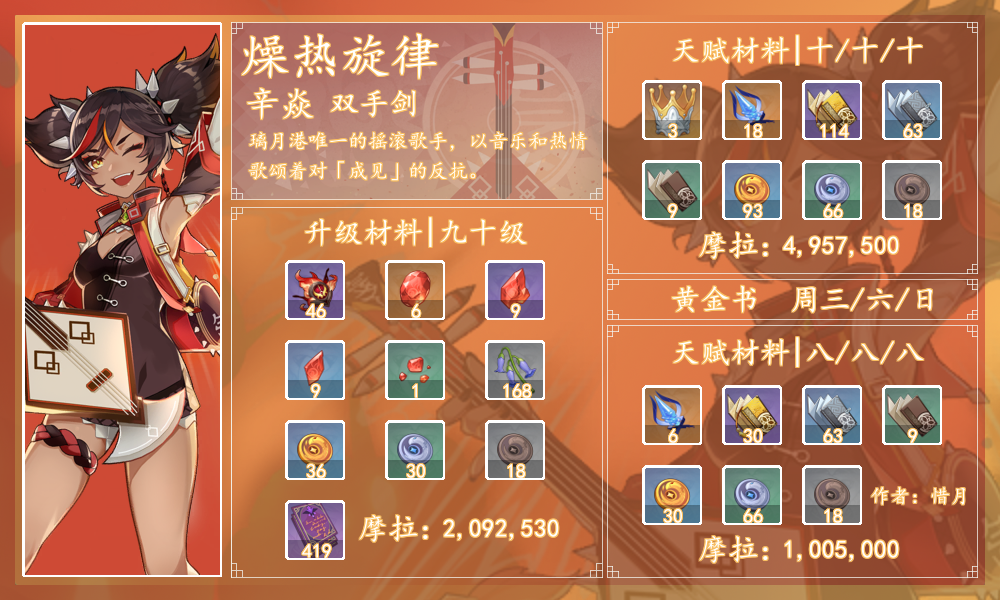 燥热旋律
辛焱 双手剑
璃月港唯一的摇滚歌手，以音乐和热情
歌颂着对「成见」的反抗。
升级材料|九十级
46 6 9
9 1 168
36 30 18
419 摩拉：2,092,530
天赋材料|十/十/十
3 18 114 63
9 93 66 18
摩拉：4,957,500
黄金书 周三/六/日
天赋材料|八/八/八
6 30 63 9
30 66 18 作者：惜月
摩拉：1,005,000